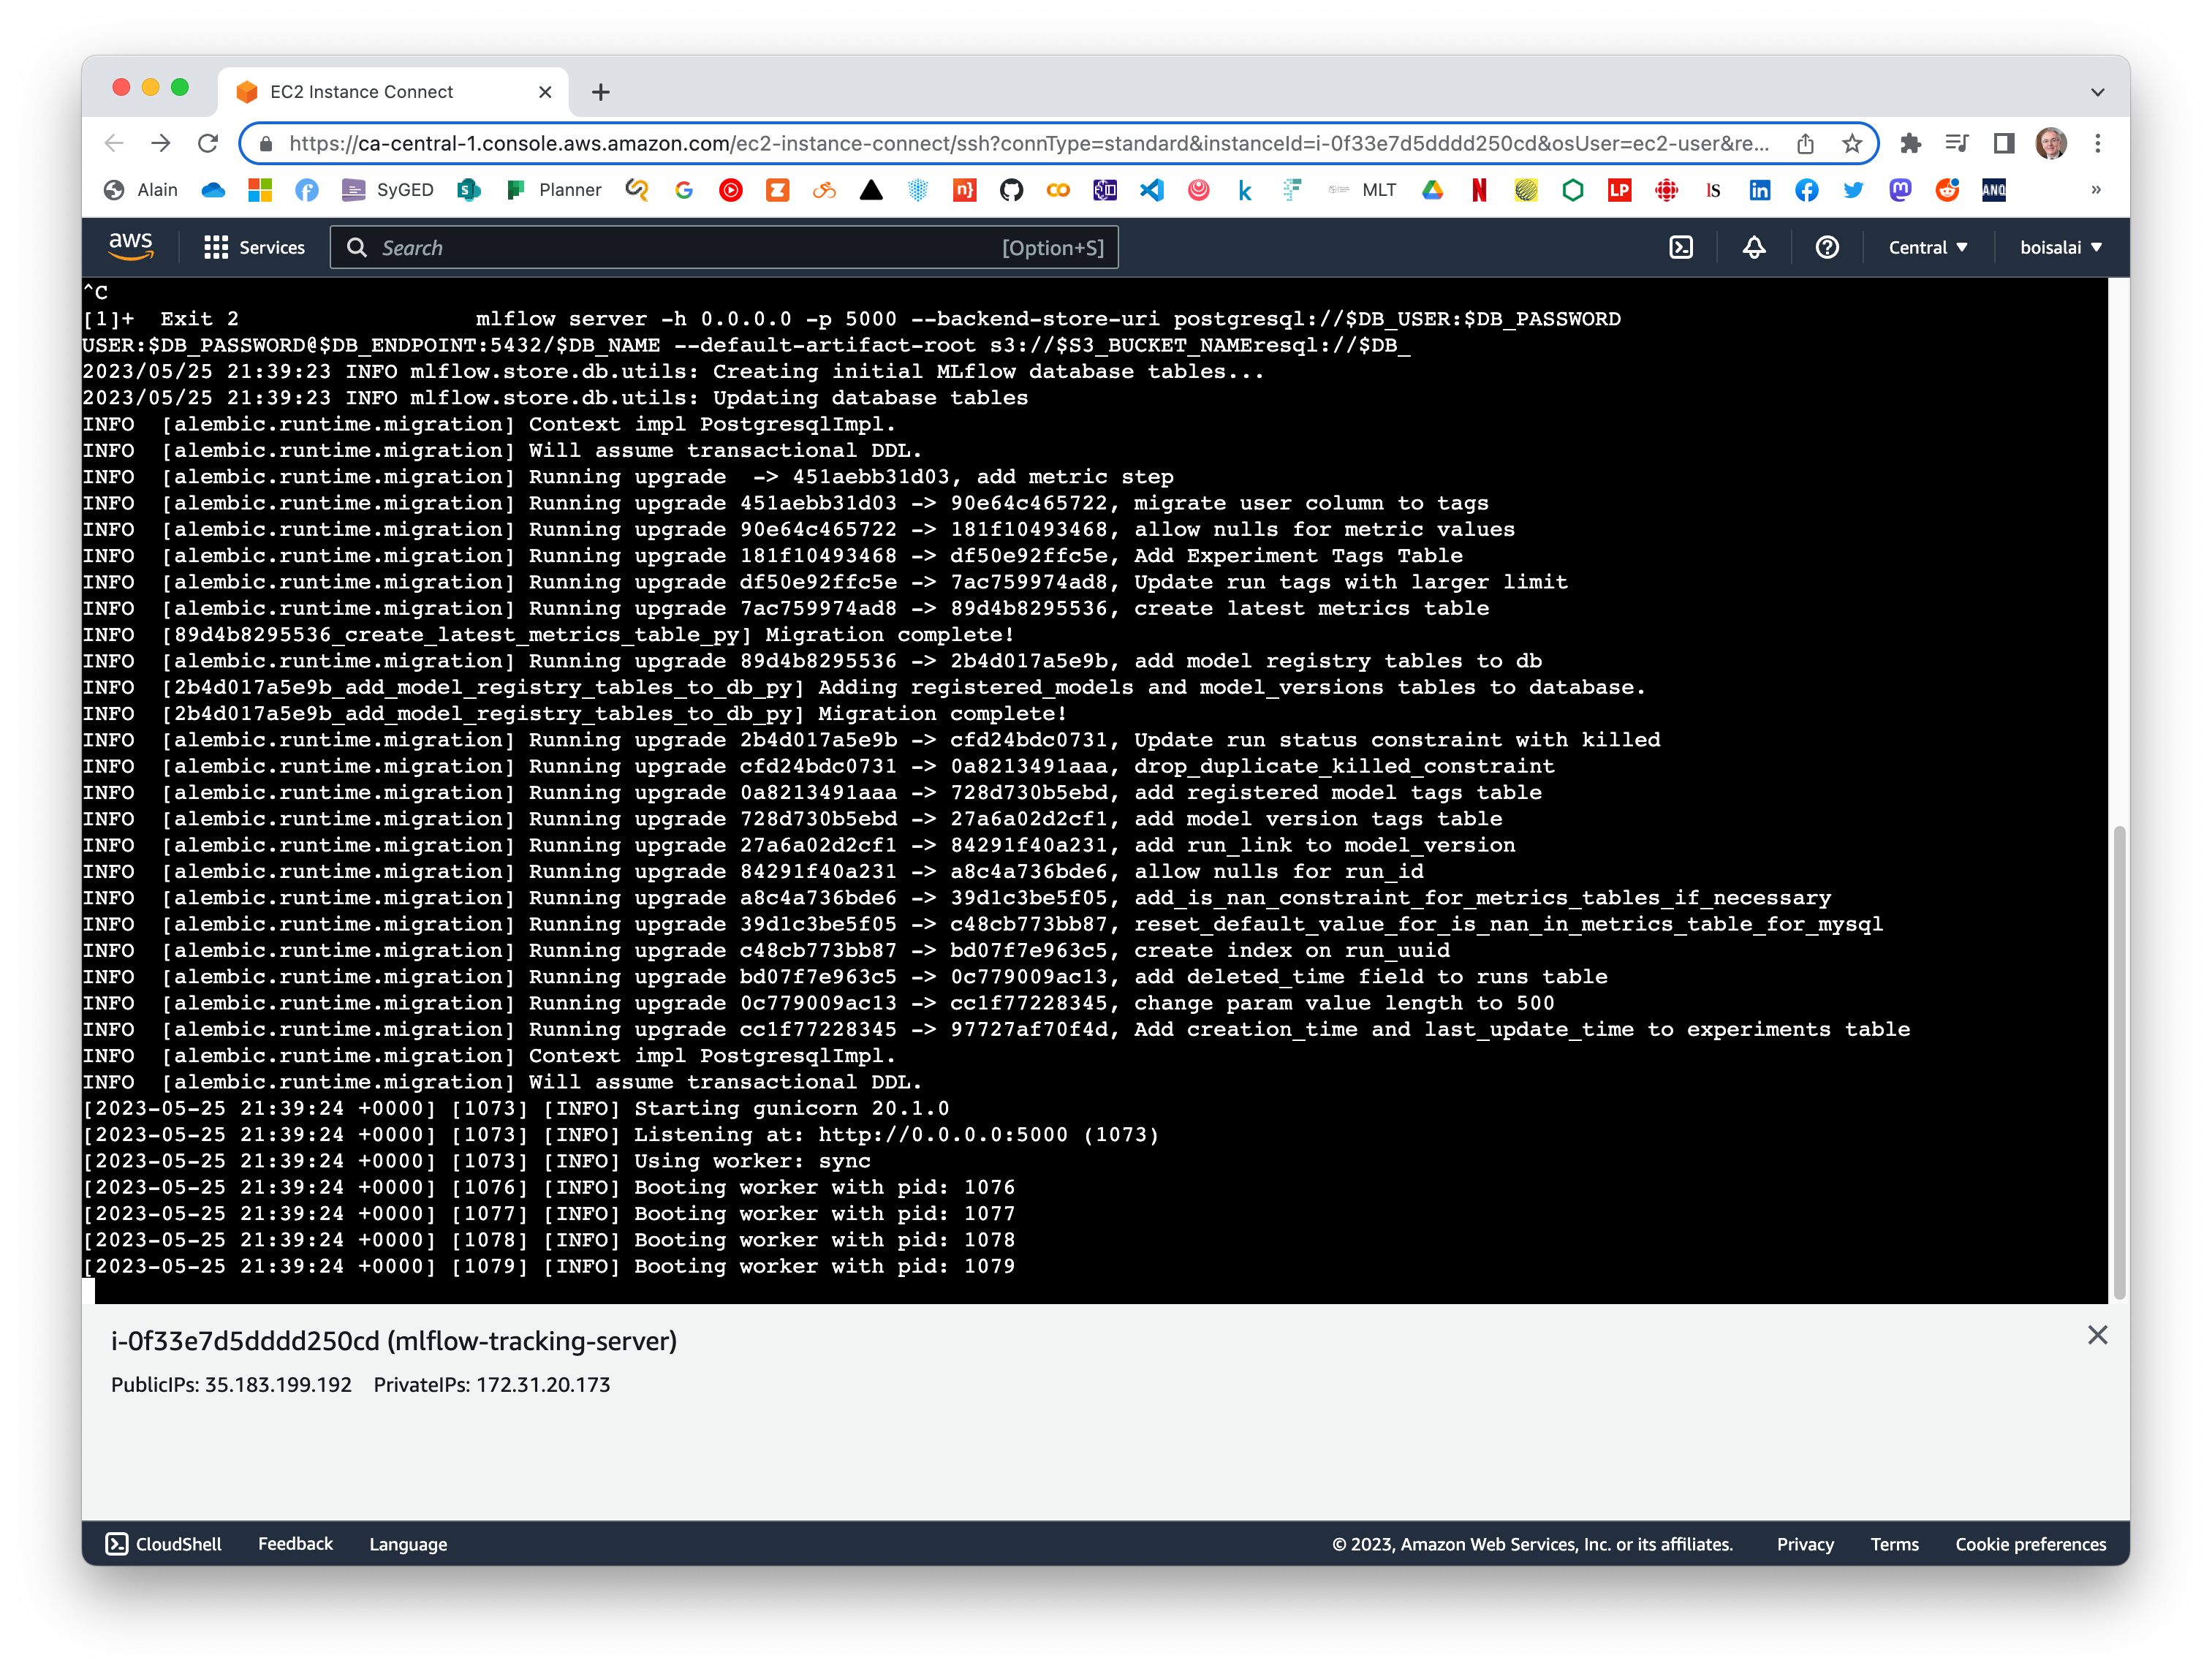 EC2 Instance Connect
https://ca-central-1.console.aws.amazon.com/ec2-instance-connect/ssh?connType=standard&instanceId=i-0f33e7d5dddd250cd&osUser=ec2-user&re...
Alain SyGED Planner MLT LP lS ANQ
aws Services Search [Option+S] Central boisalai
^C
[1]+  Exit 2                  mlflow server -h 0.0.0.0 -p 5000 --backend-store-uri postgresql://$DB_USER:$DB_PASSWORD
USER:$DB_PASSWORD@$DB_ENDPOINT:5432/$DB_NAME --default-artifact-root s3://$S3_BUCKET_NAMEresql://$DB_
2023/05/25 21:39:23 INFO mlflow.store.db.utils: Creating initial MLflow database tables...
2023/05/25 21:39:23 INFO mlflow.store.db.utils: Updating database tables
INFO  [alembic.runtime.migration] Context impl PostgresqlImpl.
INFO  [alembic.runtime.migration] Will assume transactional DDL.
INFO  [alembic.runtime.migration] Running upgrade  -> 451aebb31d03, add metric step
INFO  [alembic.runtime.migration] Running upgrade 451aebb31d03 -> 90e64c465722, migrate user column to tags
INFO  [alembic.runtime.migration] Running upgrade 90e64c465722 -> 181f10493468, allow nulls for metric values
INFO  [alembic.runtime.migration] Running upgrade 181f10493468 -> df50e92ffc5e, Add Experiment Tags Table
INFO  [alembic.runtime.migration] Running upgrade df50e92ffc5e -> 7ac759974ad8, Update run tags with larger limit
INFO  [alembic.runtime.migration] Running upgrade 7ac759974ad8 -> 89d4b8295536, create latest metrics table
INFO  [89d4b8295536_create_latest_metrics_table_py] Migration complete!
INFO  [alembic.runtime.migration] Running upgrade 89d4b8295536 -> 2b4d017a5e9b, add model registry tables to db
INFO  [2b4d017a5e9b_add_model_registry_tables_to_db_py] Adding registered_models and model_versions tables to database.
INFO  [2b4d017a5e9b_add_model_registry_tables_to_db_py] Migration complete!
INFO  [alembic.runtime.migration] Running upgrade 2b4d017a5e9b -> cfd24bdc0731, Update run status constraint with killed
INFO  [alembic.runtime.migration] Running upgrade cfd24bdc0731 -> 0a8213491aaa, drop_duplicate_killed_constraint
INFO  [alembic.runtime.migration] Running upgrade 0a8213491aaa -> 728d730b5ebd, add registered model tags table
INFO  [alembic.runtime.migration] Running upgrade 728d730b5ebd -> 27a6a02d2cf1, add model version tags table
INFO  [alembic.runtime.migration] Running upgrade 27a6a02d2cf1 -> 84291f40a231, add run_link to model_version
INFO  [alembic.runtime.migration] Running upgrade 84291f40a231 -> a8c4a736bde6, allow nulls for run_id
INFO  [alembic.runtime.migration] Running upgrade a8c4a736bde6 -> 39d1c3be5f05, add_is_nan_constraint_for_metrics_tables_if_necessary
INFO  [alembic.runtime.migration] Running upgrade 39d1c3be5f05 -> c48cb773bb87, reset_default_value_for_is_nan_in_metrics_table_for_mysql
INFO  [alembic.runtime.migration] Running upgrade c48cb773bb87 -> bd07f7e963c5, create index on run_uuid
INFO  [alembic.runtime.migration] Running upgrade bd07f7e963c5 -> 0c779009ac13, add deleted_time field to runs table
INFO  [alembic.runtime.migration] Running upgrade 0c779009ac13 -> cc1f77228345, change param value length to 500
INFO  [alembic.runtime.migration] Running upgrade cc1f77228345 -> 97727af70f4d, Add creation_time and last_update_time to experiments table
INFO  [alembic.runtime.migration] Context impl PostgresqlImpl.
INFO  [alembic.runtime.migration] Will assume transactional DDL.
[2023-05-25 21:39:24 +0000] [1073] [INFO] Starting gunicorn 20.1.0
[2023-05-25 21:39:24 +0000] [1073] [INFO] Listening at: http://0.0.0.0:5000 (1073)
[2023-05-25 21:39:24 +0000] [1073] [INFO] Using worker: sync
[2023-05-25 21:39:24 +0000] [1076] [INFO] Booting worker with pid: 1076
[2023-05-25 21:39:24 +0000] [1077] [INFO] Booting worker with pid: 1077
[2023-05-25 21:39:24 +0000] [1078] [INFO] Booting worker with pid: 1078
[2023-05-25 21:39:24 +0000] [1079] [INFO] Booting worker with pid: 1079
i-0f33e7d5dddd250cd (mlflow-tracking-server)
PublicIPs: 35.183.199.192 PrivateIPs: 172.31.20.173
CloudShell Feedback Language © 2023, Amazon Web Services, Inc. or its affiliates. Privacy Terms Cookie preferences